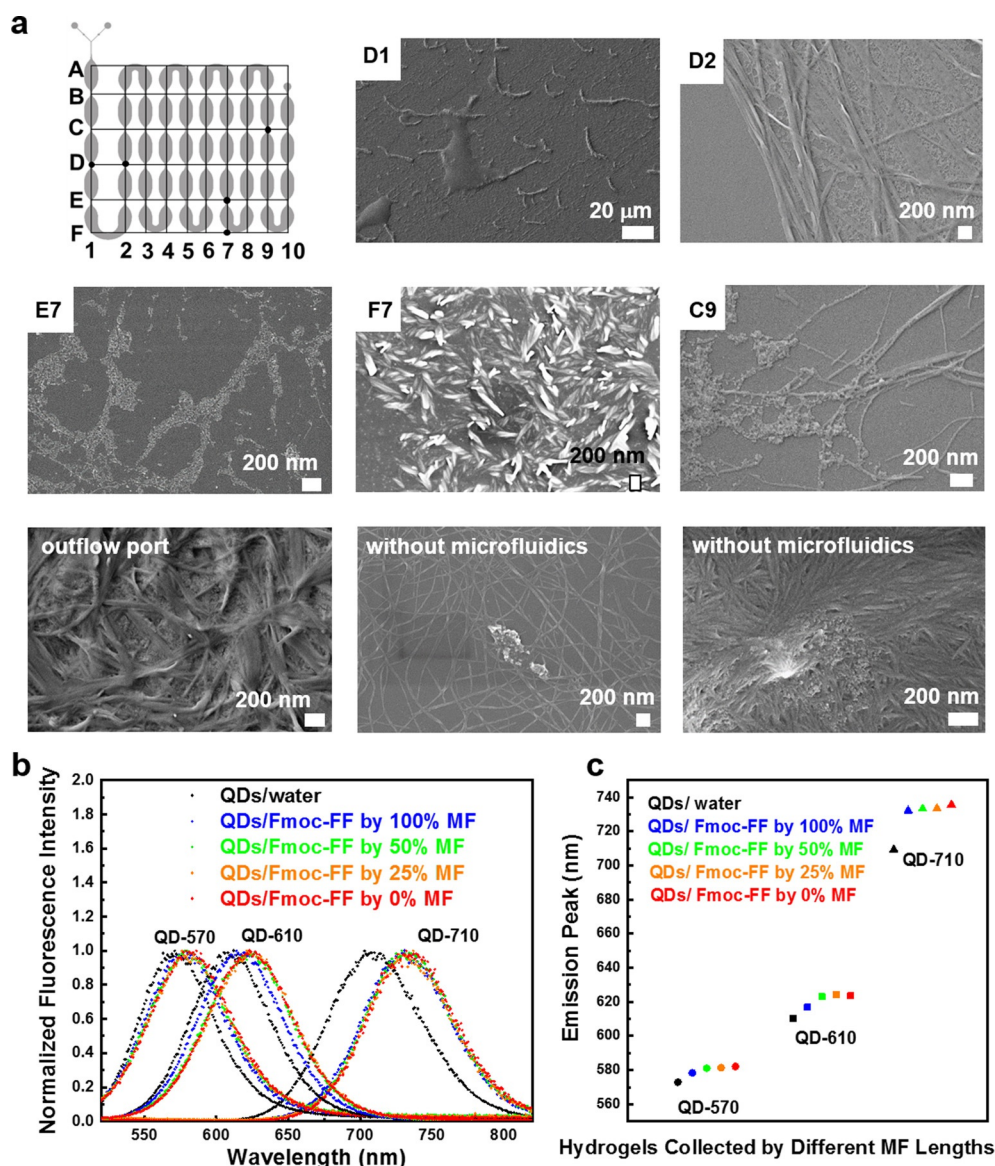 a
A
B
C
D
E
F
1 2 3 4 5 6 7 8 9 10
D1
20 μm
D2
200 nm
E7
200 nm
F7
200 nm
C9
200 nm
outflow port
200 nm
without microfluidics
200 nm
without microfluidics
200 nm
b
Normalized Fluorescence Intensity
2.0
1.8
1.6
1.4
1.2
1.0
0.8
0.6
0.4
0.2
0.0
QDs/water
QDs/Fmoc-FF by 100% MF
QDs/Fmoc-FF by 50% MF
QDs/Fmoc-FF by 25% MF
QDs/Fmoc-FF by 0% MF
QD-570 QD-610 QD-710
550 600 650 700 750 800
Wavelength (nm)
c
Emission Peak (nm)
740
720
700
680
660
640
620
600
580
560
QDs/ water
QDs/ Fmoc-FF by 100% MF
QDs/ Fmoc-FF by 50% MF
QDs/ Fmoc-FF by 25% MF
QDs/ Fmoc-FF by 0% MF
QD-710
QD-610
QD-570
Hydrogels Collected by Different MF Lengths